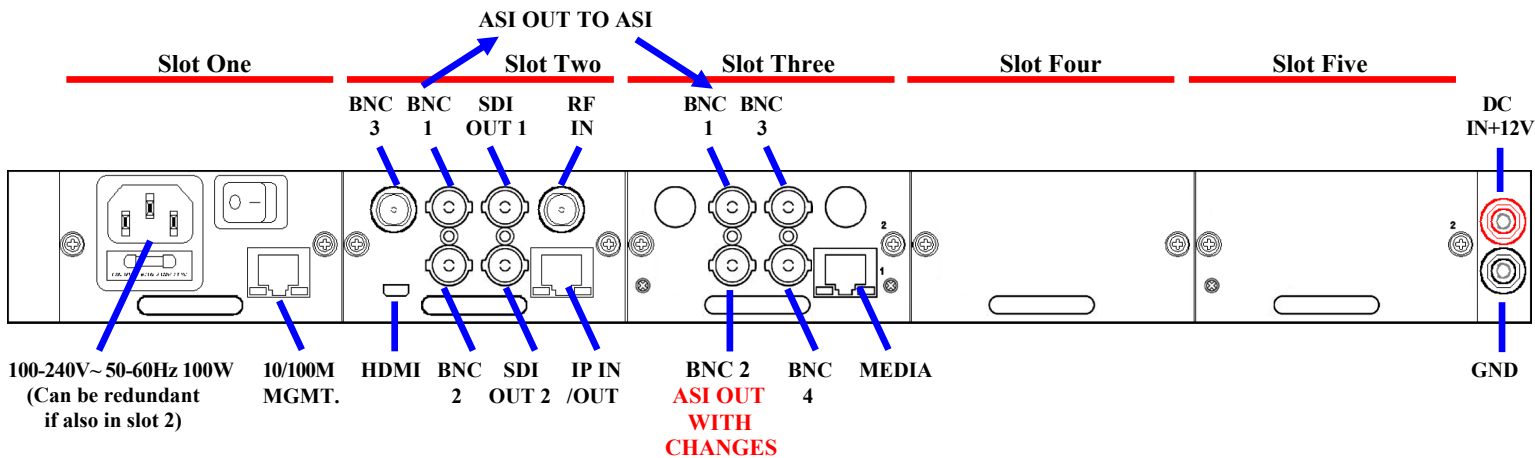 ASI OUT TO ASI
Slot One
Slot Two
Slot Three
Slot Four
Slot Five
BNC
3
BNC
1
SDI
OUT 1
RF
IN
BNC
1
BNC
3
DC
IN+12V
2
1
2
100-240V~ 50-60Hz 100W
(Can be redundant
if also in slot 2)
10/100M
MGMT.
HDMI
BNC
2
SDI
OUT 2
IP IN
/OUT
BNC 2
ASI OUT
WITH
CHANGES
BNC
4
MEDIA
GND